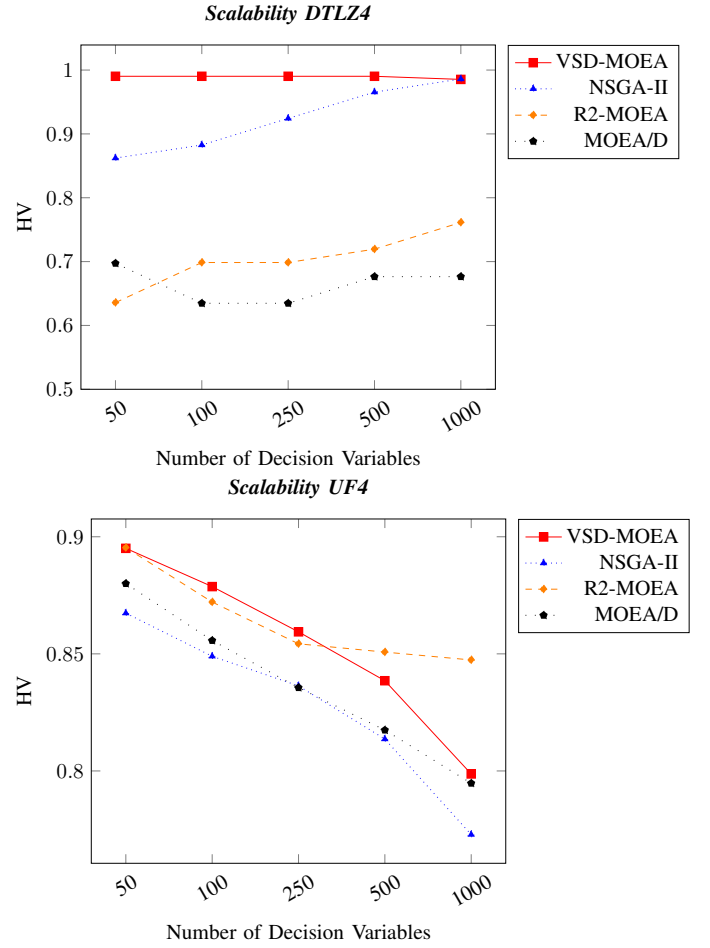 Scalability DTLZ4
VSD-MOEA
NSGA-II
R2-MOEA
MOEA/D
1
0.9
0.8
0.7
0.6
0.5
HV
50
100
250
500
1000
Number of Decision Variables
Scalability UF4
VSD-MOEA
NSGA-II
R2-MOEA
MOEA/D
0.9
0.85
0.8
HV
50
100
250
500
1000
Number of Decision Variables